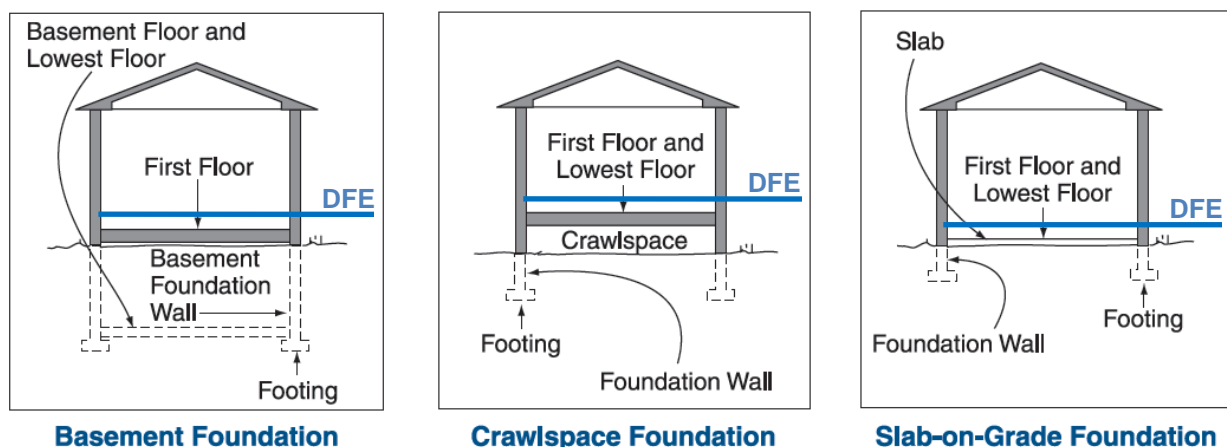 Basement Floor and
Lowest Floor
First Floor
DFE
Basement
Foundation
Wall
Footing
Basement Foundation
First Floor and
Lowest Floor
DFE
Crawlspace
Footing
Foundation Wall
Crawlspace Foundation
Slab
First Floor and
Lowest Floor
DFE
Footing
Foundation Wall
Slab-on-Grade Foundation